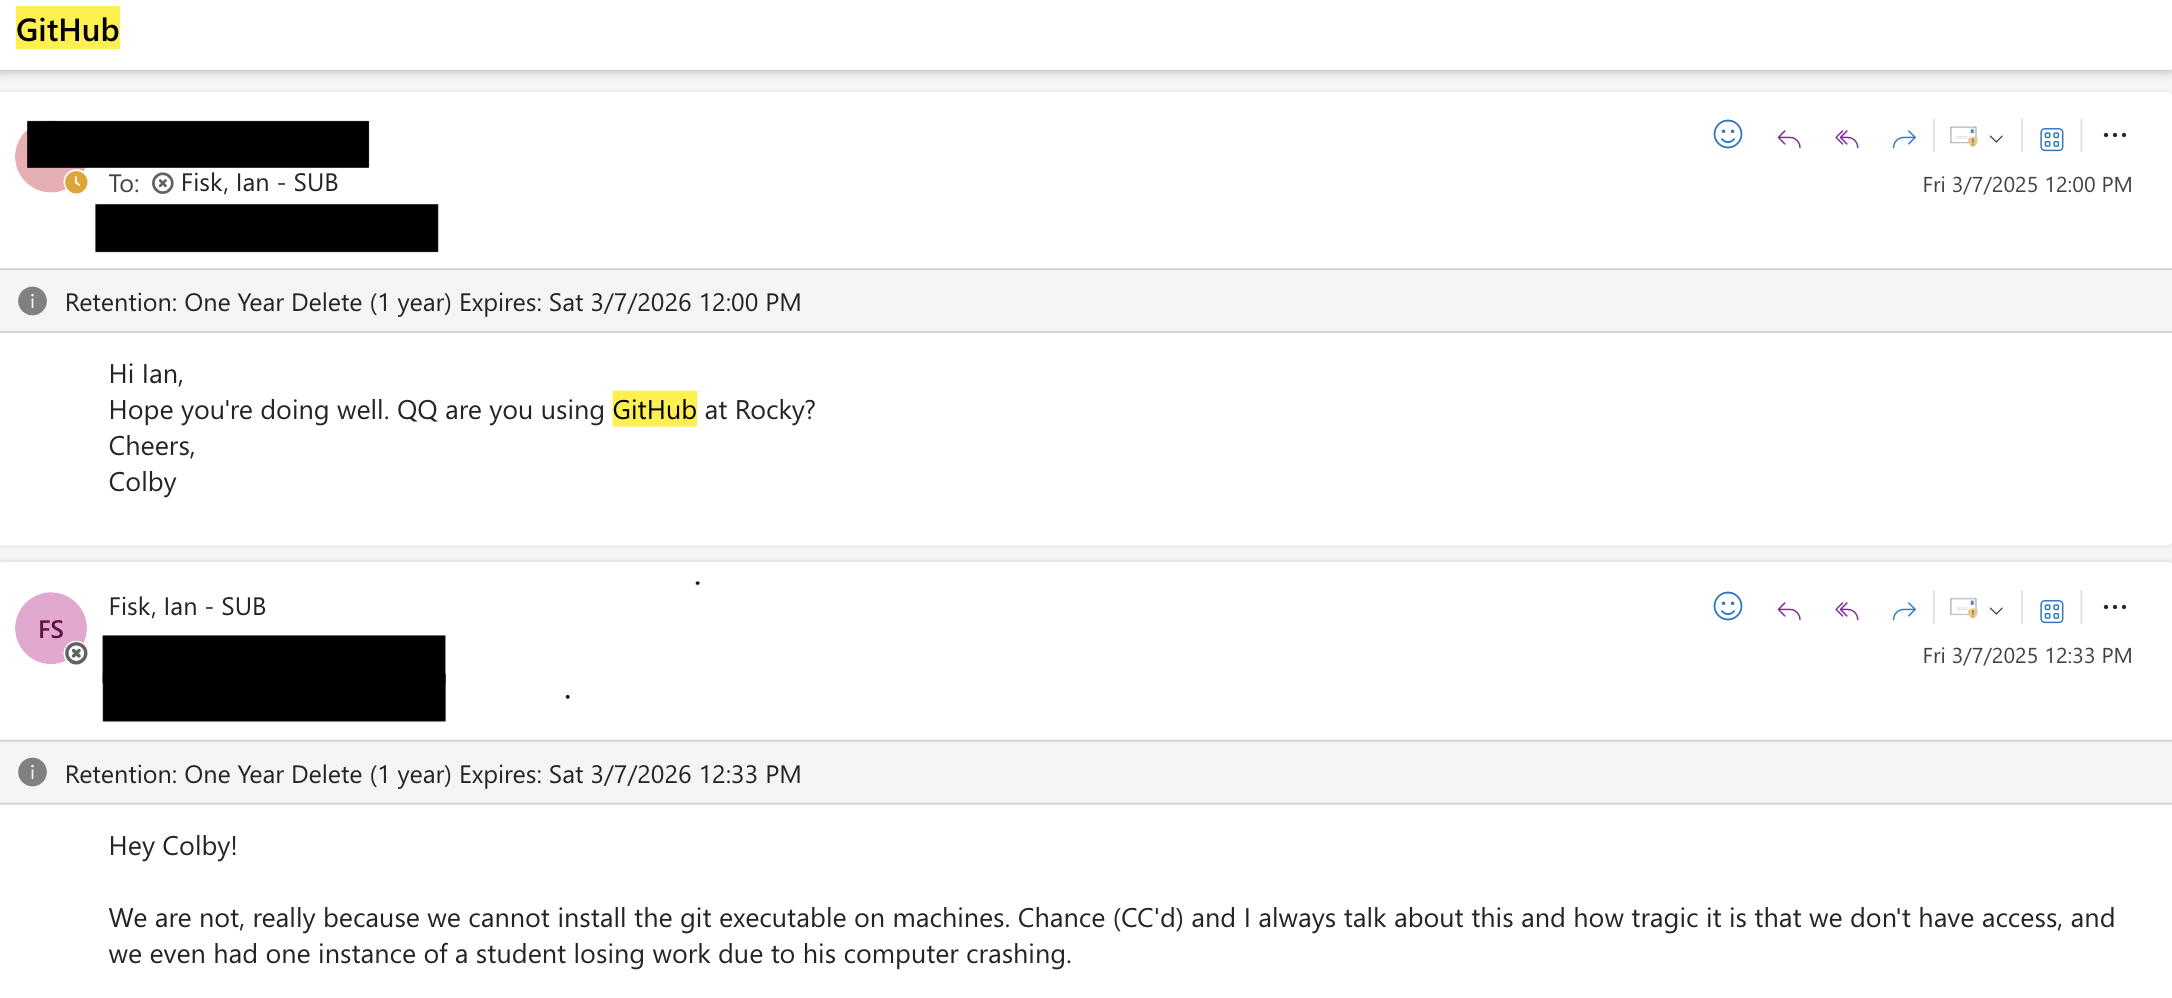 GitHub
To: Fisk, Ian - SUB
Fri 3/7/2025 12:00 PM
Retention: One Year Delete (1 year) Expires: Sat 3/7/2026 12:00 PM
Hi Ian,
Hope you're doing well. QQ are you using GitHub at Rocky?
Cheers,
Colby
FS
Fisk, Ian - SUB
Fri 3/7/2025 12:33 PM
Retention: One Year Delete (1 year) Expires: Sat 3/7/2026 12:33 PM
Hey Colby!
We are not, really because we cannot install the git executable on machines. Chance (CC'd) and I always talk about this and how tragic it is that we don't have access, and
we even had one instance of a student losing work due to his computer crashing.